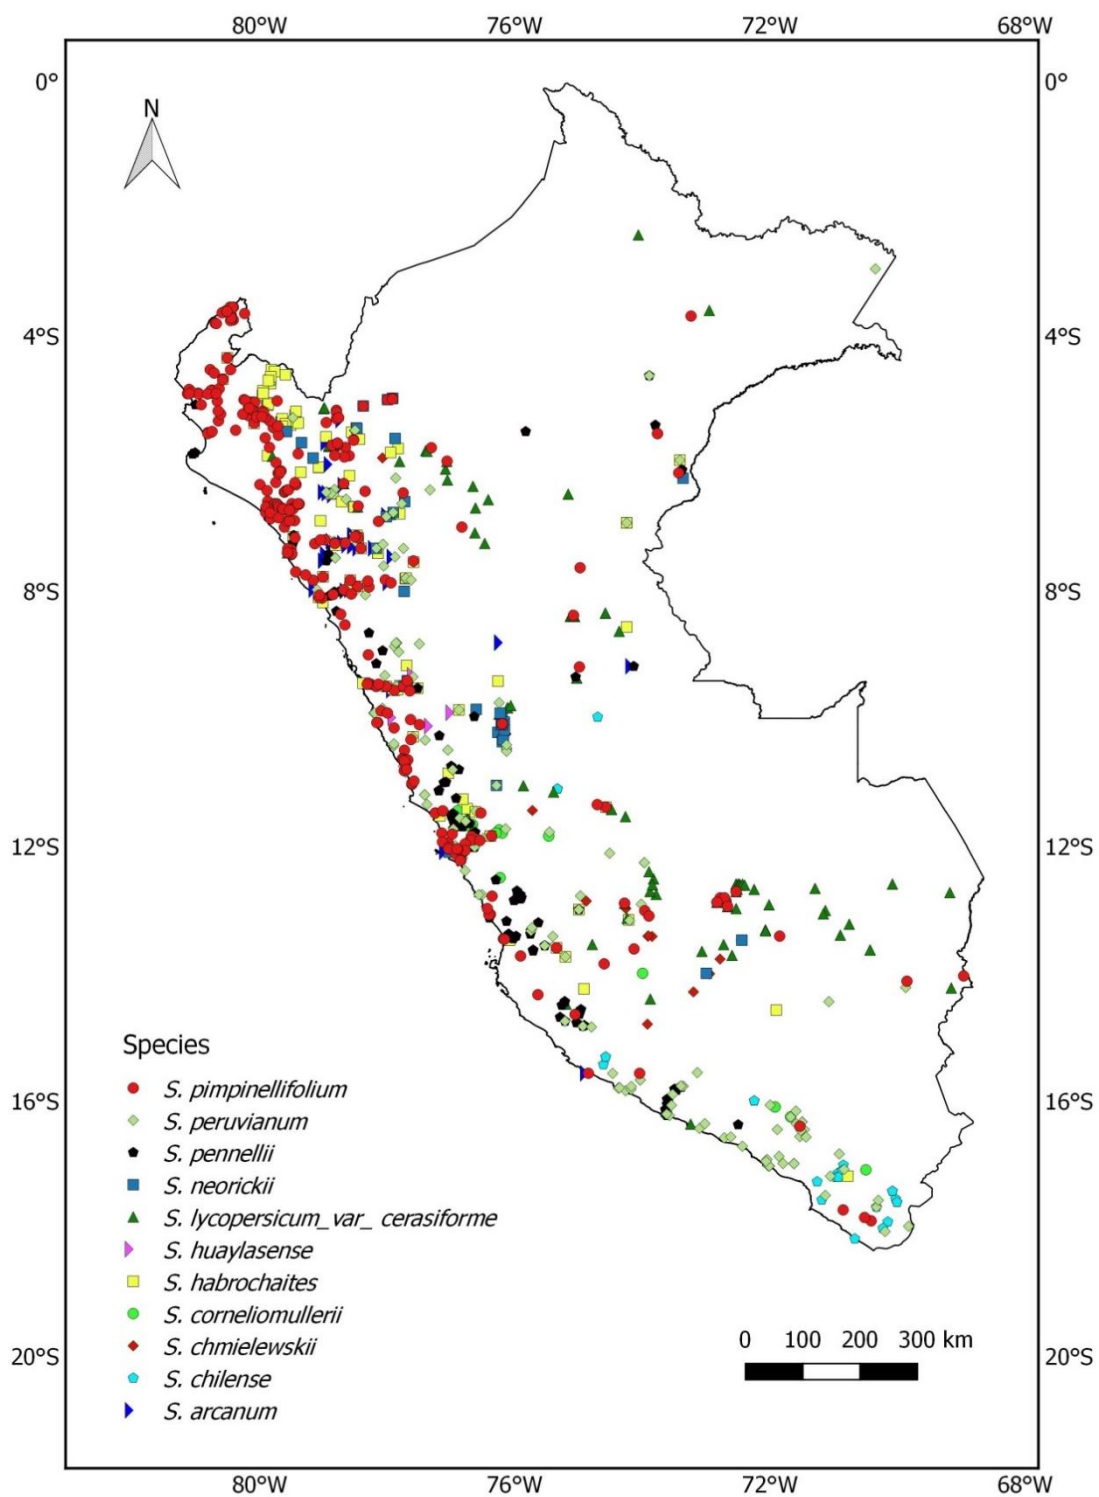 80°W 76°W 72°W 68°W
0° 0°
N
4°S 4°S
8°S 8°S
12°S 12°S
Species
S. pimpinellifolium
16°S 16°S
S. peruvianum
S. pennellii
S. neorickii
S. lycopersicum_var_ cerasiforme
S. huaylasense
S. habrochaites
S. corneliomullerii
0 100 200 300 km
S. chmielewskii
20°S 20°S
S. chilense
S. arcanum
80°W 76°W 72°W 68°W